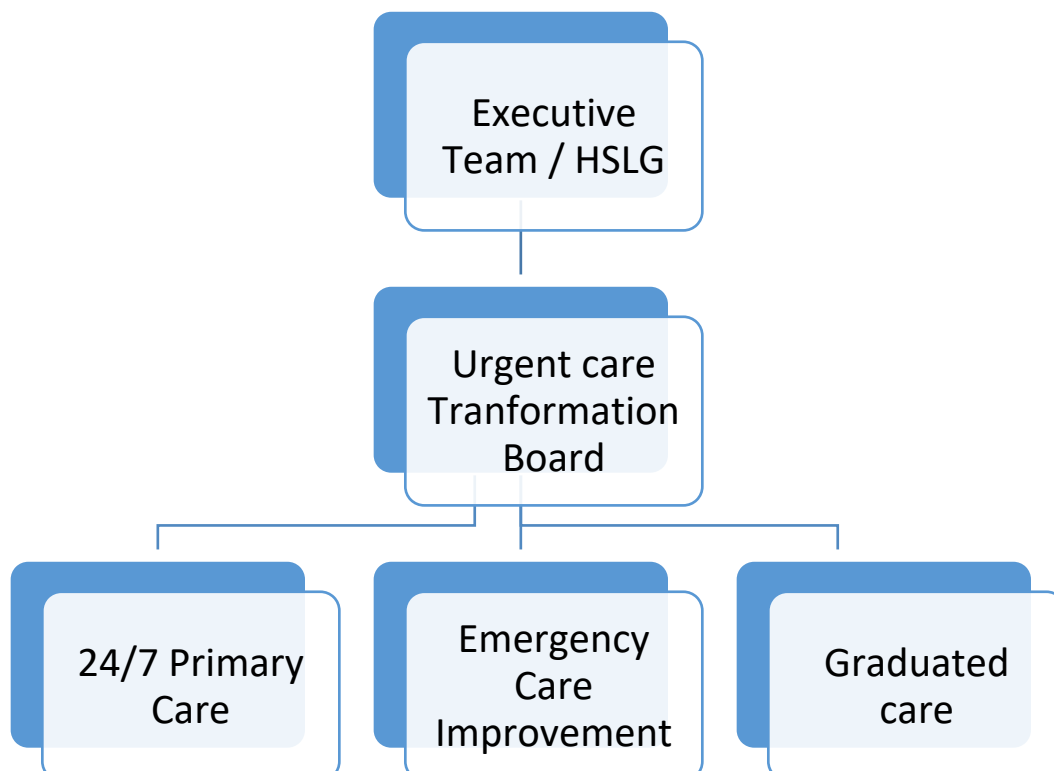 Executive
Team / HSLG
Urgent care
Tranformation
Board
24/7 Primary
Care
Emergency
Care
Improvement
Graduated
care